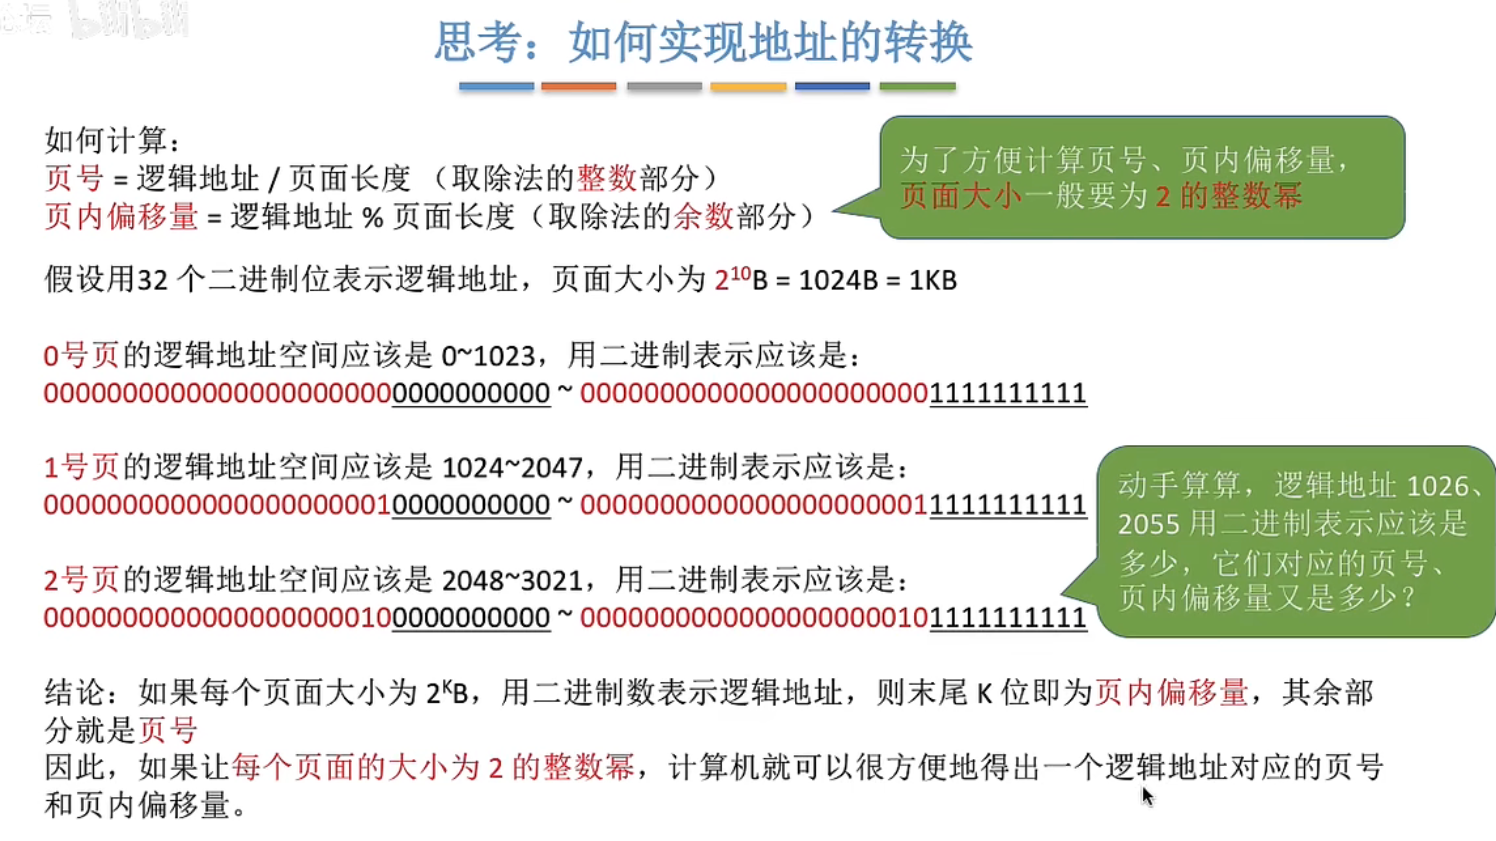 思考：如何实现地址的转换
如何计算：
页号 = 逻辑地址 / 页面长度 （取除法的整数部分）
页内偏移量 = 逻辑地址 % 页面长度（取除法的余数部分）
为了方便计算页号、页内偏移量，
页面大小一般要为 2 的整数幂
假设用32 个二进制位表示逻辑地址，页面大小为 2¹⁰B = 1024B = 1KB
0号页的逻辑地址空间应该是 0~1023，用二进制表示应该是：
00000000000000000000000000000000 ~ 00000000000000000000001111111111
1号页的逻辑地址空间应该是 1024~2047，用二进制表示应该是：
00000000000000000000010000000000 ~ 00000000000000000000011111111111
2号页的逻辑地址空间应该是 2048~3021，用二进制表示应该是：
00000000000000000000100000000000 ~ 00000000000000000000101111111111
动手算算，逻辑地址 1026、
2055 用二进制表示应该是
多少，它们对应的页号、
页内偏移量又是多少？
结论：如果每个页面大小为 2ᴷB，用二进制数表示逻辑地址，则末尾 K 位即为页内偏移量，其余部
分就是页号
因此，如果让每个页面的大小为 2 的整数幂，计算机就可以很方便地得出一个逻辑地址对应的页号
和页内偏移量。